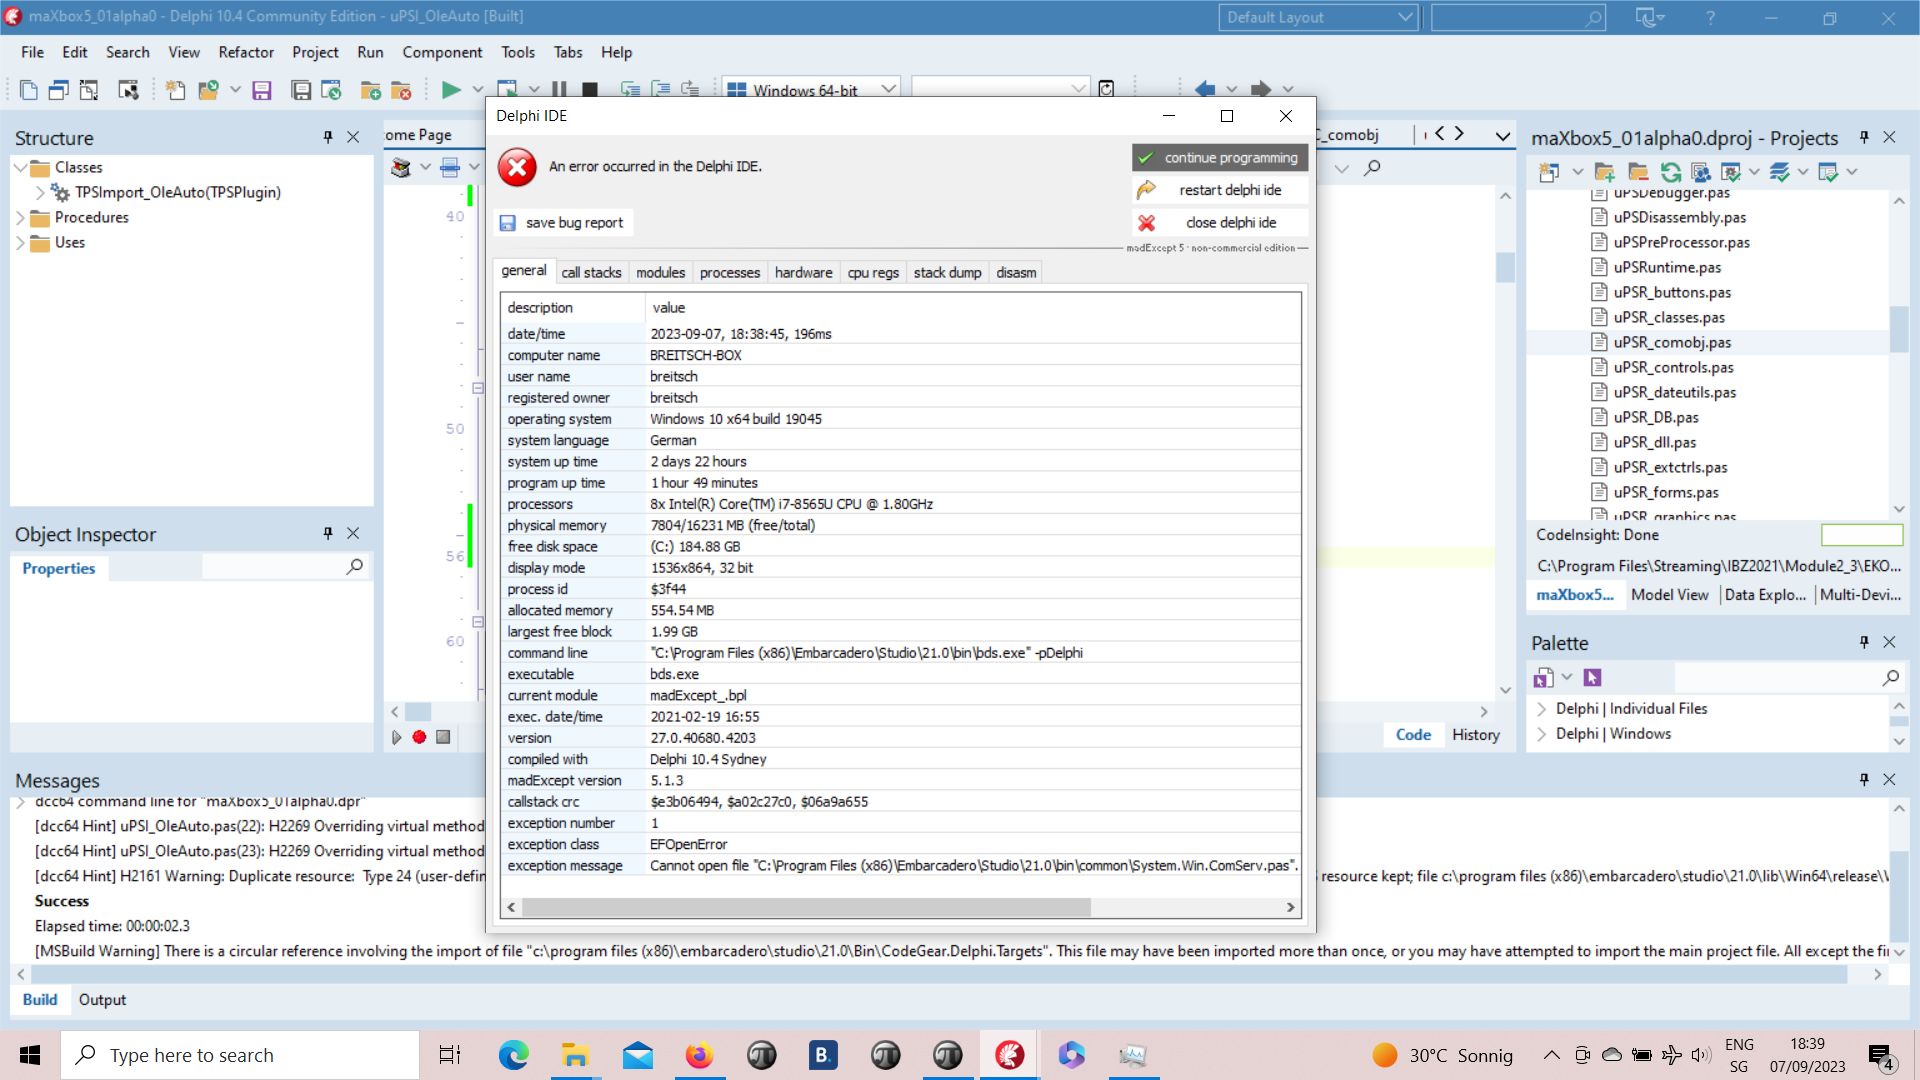 maXbox5_01alpha0 - Delphi 10.4 Community Edition - uPSI_OleAuto [Built]
Default Layout
File Edit Search View Refactor Project Run Component Tools Tabs Help
Windows 64-bit
Structure
Classes
TPSImport_OleAuto(TPSPlugin)
Procedures
Uses
Object Inspector
Properties
ome Page
C_comobj
40
50
56
60
Code History
Delphi IDE
An error occurred in the Delphi IDE.
continue programming
restart delphi ide
close delphi ide
save bug report
madExcept 5 · non-commercial edition
general call stacks modules processes hardware cpu regs stack dump disasm
description value
date/time 2023-09-07, 18:38:45, 196ms
computer name BREITSCH-BOX
user name breitsch
registered owner breitsch
operating system Windows 10 x64 build 19045
system language German
system up time 2 days 22 hours
program up time 1 hour 49 minutes
processors 8x Intel(R) Core(TM) i7-8565U CPU @ 1.80GHz
physical memory 7804/16231 MB (free/total)
free disk space (C:) 184.88 GB
display mode 1536x864, 32 bit
process id $3f44
allocated memory 554.54 MB
largest free block 1.99 GB
command line "C:\Program Files (x86)\Embarcadero\Studio\21.0\bin\bds.exe" -pDelphi
executable bds.exe
current module madExcept_.bpl
exec. date/time 2021-02-19 16:55
version 27.0.40680.4203
compiled with Delphi 10.4 Sydney
madExcept version 5.1.3
callstack crc $e3b06494, $a02c27c0, $06a9a655
exception number 1
exception class EFOpenError
exception message Cannot open file "C:\Program Files (x86)\Embarcadero\Studio\21.0\bin\common\System.Win.ComServ.pas".
maXbox5_01alpha0.dproj - Projects
uPSDebugger.pas
uPSDisassembly.pas
uPSPreProcessor.pas
uPSRuntime.pas
uPSR_buttons.pas
uPSR_classes.pas
uPSR_comobj.pas
uPSR_controls.pas
uPSR_dateutils.pas
uPSR_DB.pas
uPSR_dll.pas
uPSR_extctrls.pas
uPSR_forms.pas
uPSR_graphics.pas
CodeInsight: Done
C:\Program Files\Streaming\IBZ2021\Module2_3\EKO...
maXbox5... Model View Data Explo... Multi-Devi...
Palette
Delphi | Individual Files
Delphi | Windows
Messages
dcc64 command line for "maXbox5_01alpha0.dpr"
[dcc64 Hint] uPSI_OleAuto.pas(22): H2269 Overriding virtual method
[dcc64 Hint] uPSI_OleAuto.pas(23): H2269 Overriding virtual method
[dcc64 Hint] H2161 Warning: Duplicate resource: Type 24 (user-defin
resource kept; file c:\program files (x86)\embarcadero\studio\21.0\lib\Win64\release\V
Success
Elapsed time: 00:00:02.3
[MSBuild Warning] There is a circular reference involving the import of file "c:\program files (x86)\embarcadero\studio\21.0\Bin\CodeGear.Delphi.Targets". This file may have been imported more than once, or you may have attempted to import the main project file. All except the fi
Build Output
Type here to search
B.
30°C Sonnig
ENG
SG
18:39
07/09/2023
4